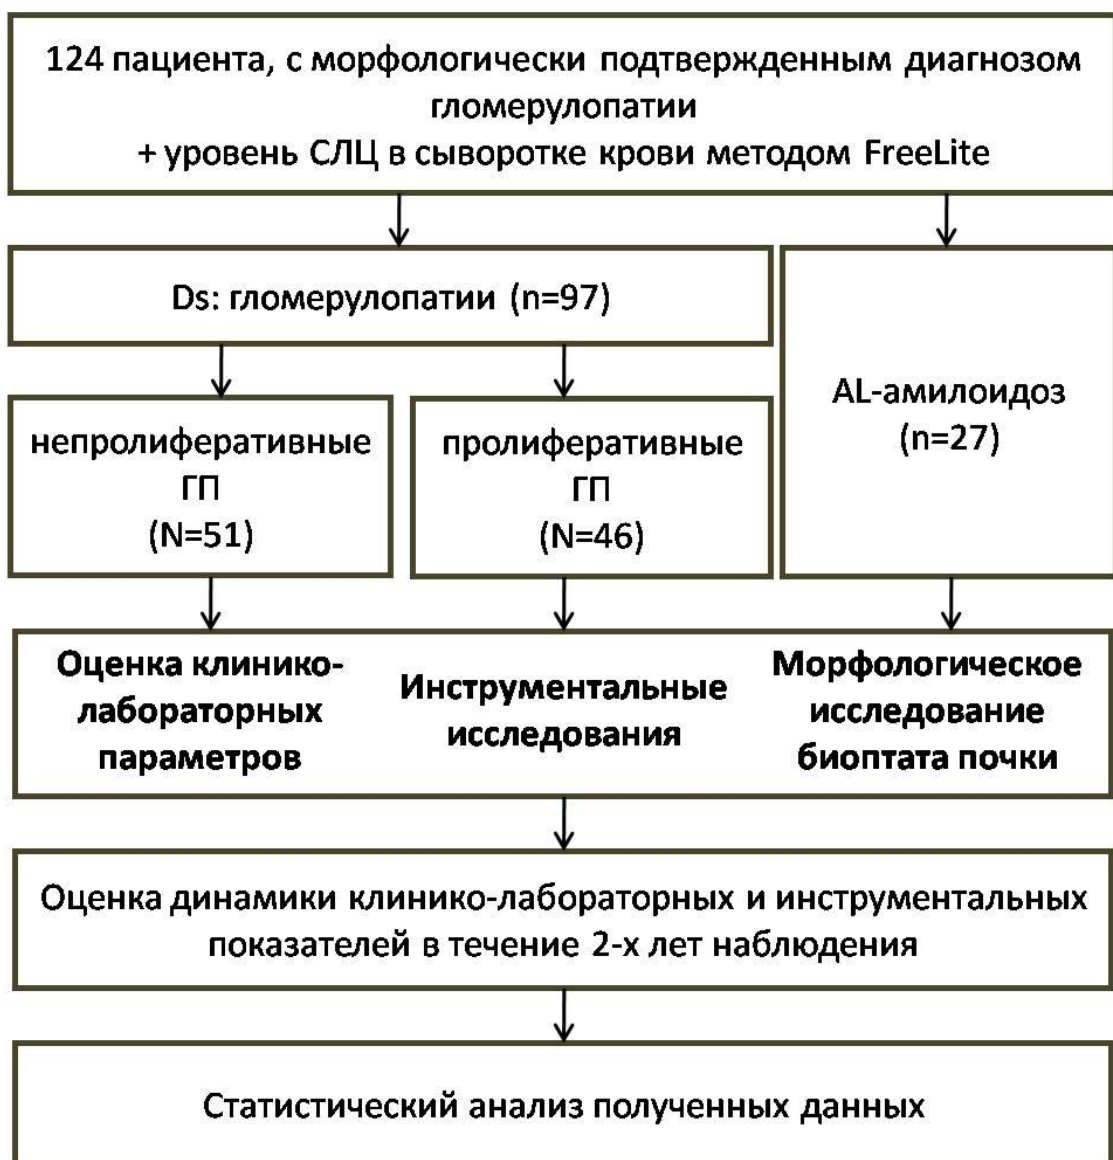 124 пациента, с морфологически подтвержденным диагнозом
гломерулопатии
+ уровень СЛЦ в сыворотке крови методом FreeLite
Ds: гломерулопатии (n=97)
AL-амилоидоз
(n=27)
непролиферативные
ГП
(N=51)
пролиферативные
ГП
(N=46)
Оценка клинико-
лабораторных
параметров
Инструментальные
исследования
Морфологическое
исследование
биоптата почки
Оценка динамики клинико-лабораторных и инструментальных
показателей в течение 2-х лет наблюдения
Статистический анализ полученных данных